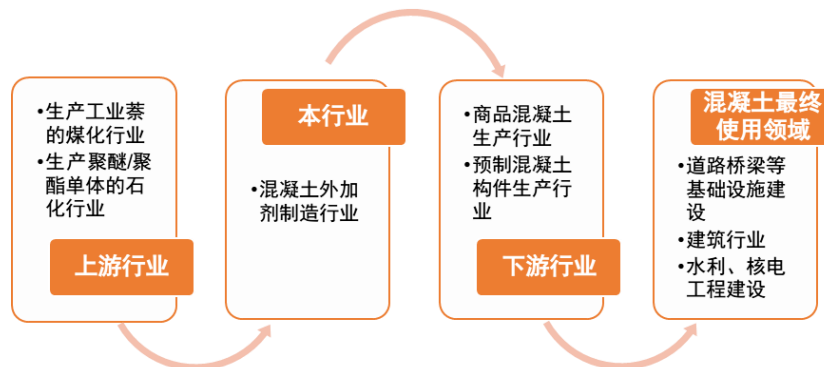 •生产工业萘
的煤化行业
•生产聚醚/聚
酯单体的石
化行业
上游行业
本行业
•混凝土外加
剂制造行业
•商品混凝土
生产行业
•预制混凝土
构件生产行
业
下游行业
混凝土最终
使用领域
•道路桥梁等
基础设施建
设
•建筑行业
•水利、核电
工程建设